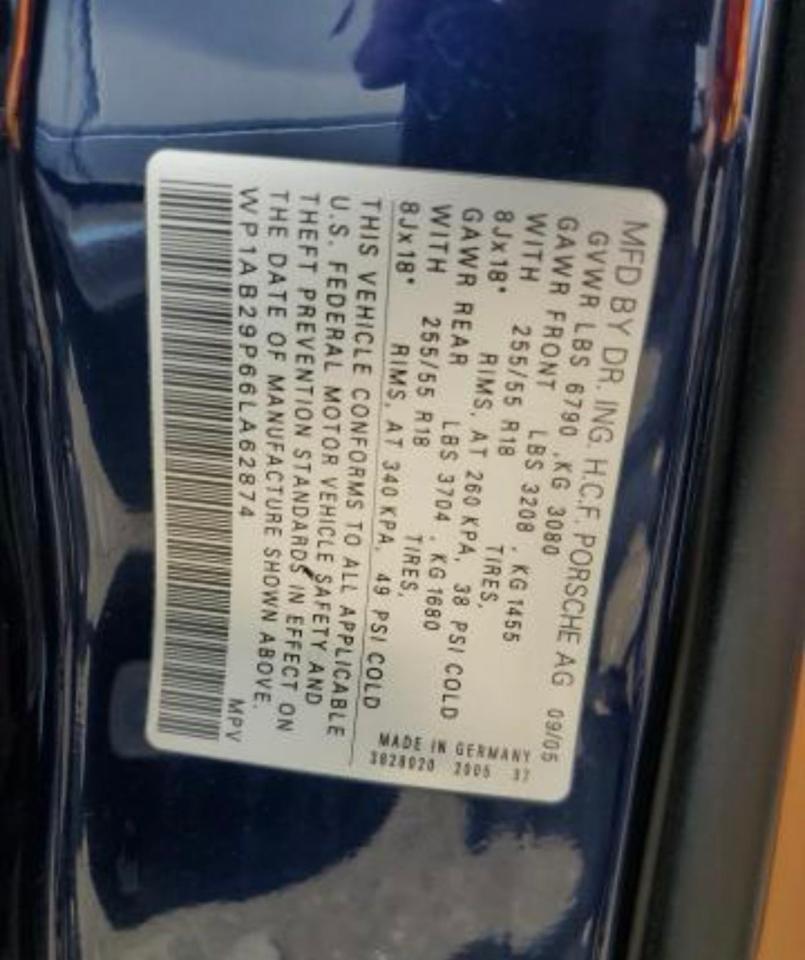 MFD BY DR. ING. H.C.F. PORSCHE AG 09/05
GVWR LBS 6790 , KG 3080
GAWR FRONT LBS 3208 , KG 1455
WITH 255/55 R18 TIRES,
8Jx18" RIMS, AT 260 KPA, 38 PSI COLD
GAWR REAR LBS 3704 , KG 1680
WITH 255/55 R18 TIRES,
8Jx18" RIMS, AT 340 KPA, 49 PSI COLD
MADE IN GERMANY
3828020 2005 37
THIS VEHICLE CONFORMS TO ALL APPLICABLE
U.S. FEDERAL MOTOR VEHICLE SAFETY AND
THEFT PREVENTION STANDARDS IN EFFECT ON
THE DATE OF MANUFACTURE SHOWN ABOVE.
WP1AB29P66LA62874 MPV